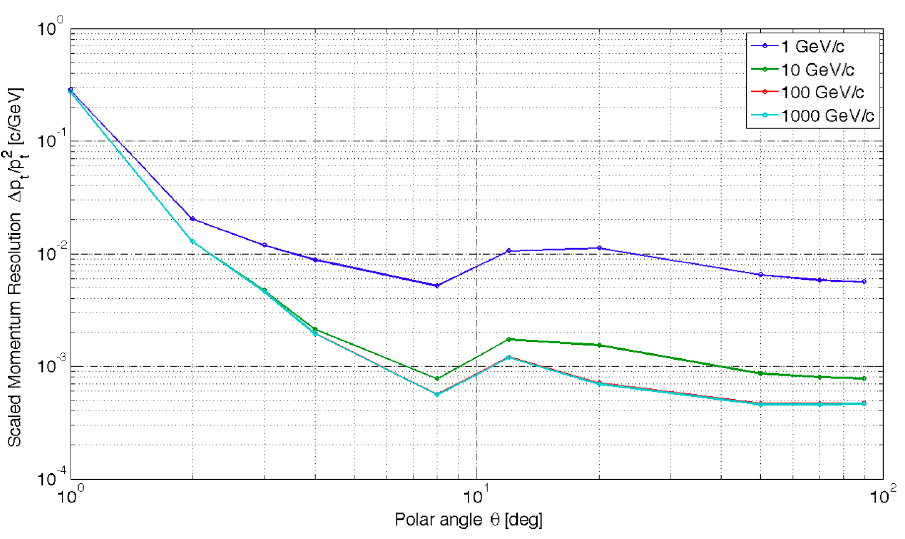 10^0
10^-1
10^-2
10^-3
10^-4
10^0
10^1
10^2
Scaled Momentum Resolution Δp_t/p_t^2 [c/GeV]
Polar angle θ [deg]
1 GeV/c
10 GeV/c
100 GeV/c
1000 GeV/c